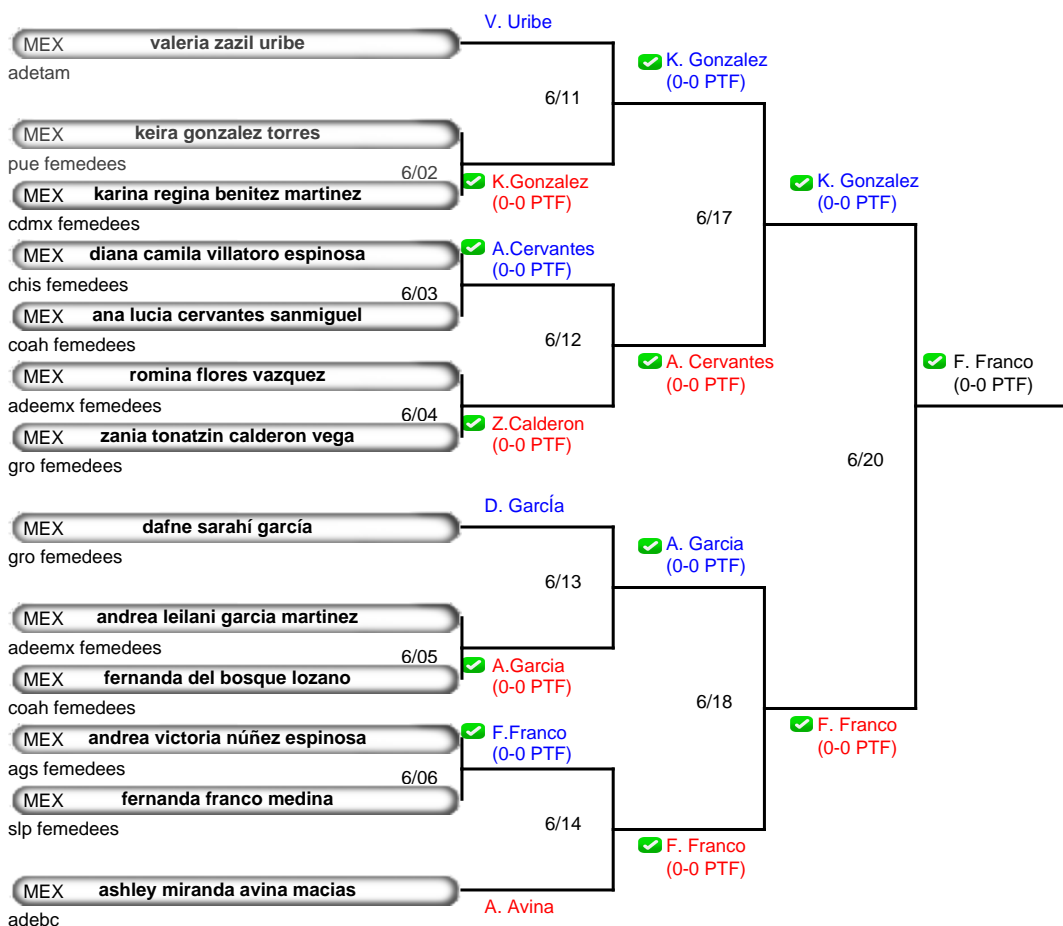 V. Uribe
MEX valeria zazil uribe
adetam
K. Gonzalez
(0-0 PTF)
6/11
MEX keira gonzalez torres
pue femedees
6/02
K.Gonzalez
(0-0 PTF)
MEX karina regina benitez martinez
cdmx femedees
K. Gonzalez
(0-0 PTF)
6/17
MEX diana camila villatoro espinosa
chis femedees
A.Cervantes
(0-0 PTF)
6/03
MEX ana lucia cervantes sanmiguel
coah femedees
6/12
A. Cervantes
(0-0 PTF)
MEX romina flores vazquez
adeemx femedees
6/04
Z.Calderon
(0-0 PTF)
MEX zania tonatzin calderon vega
gro femedees
F. Franco
(0-0 PTF)
6/20
D. GarcÍa
MEX dafne sarahí garcía
gro femedees
A. Garcia
(0-0 PTF)
6/13
MEX andrea leilani garcia martinez
adeemx femedees
6/05
A.Garcia
(0-0 PTF)
MEX fernanda del bosque lozano
coah femedees
6/18
F. Franco
(0-0 PTF)
MEX andrea victoria núñez espinosa
ags femedees
F.Franco
(0-0 PTF)
6/06
MEX fernanda franco medina
slp femedees
6/14
F. Franco
(0-0 PTF)
MEX ashley miranda avina macias
adebc
A. Avina